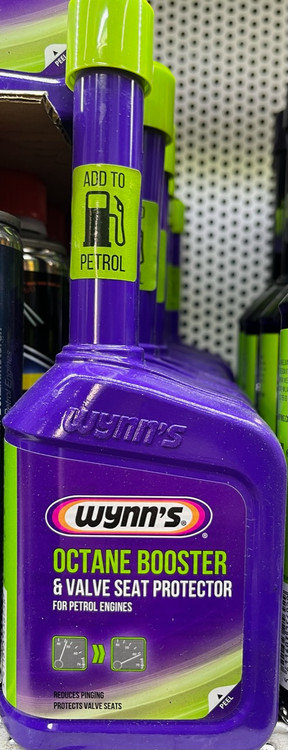 PEEL
ADD TO
PETROL
Wynn's
Wynn's®
OCTANE BOOSTER
& VALVE SEAT PROTECTOR
FOR PETROL ENGINES
REDUCES PINGING
PROTECTS VALVE SEATS
PEEL